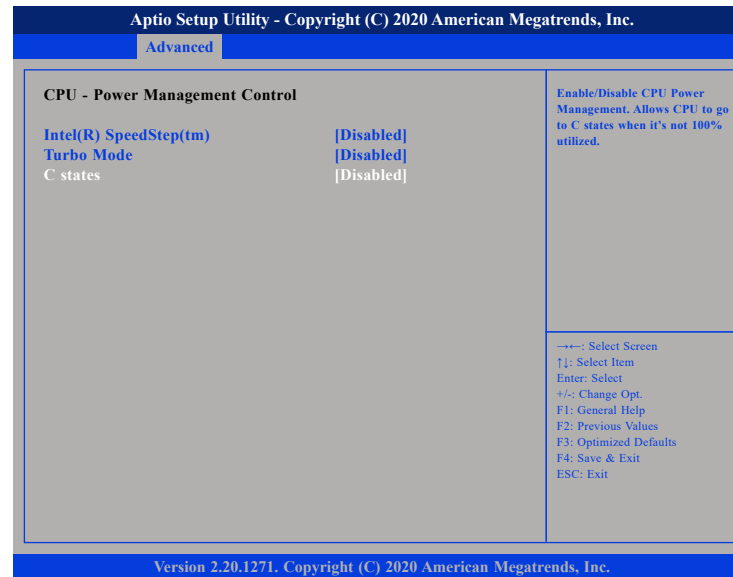 Aptio Setup Utility - Copyright (C) 2020 American Megatrends, Inc.
Advanced
CPU - Power Management Control
Intel(R) SpeedStep(tm) [Disabled]
Turbo Mode [Disabled]
C states [Disabled]
Enable/Disable CPU Power
Management. Allows CPU to go
to C states when it's not 100%
utilized.
→←: Select Screen
↑↓: Select Item
Enter: Select
+/-: Change Opt.
F1: General Help
F2: Previous Values
F3: Optimized Defaults
F4: Save & Exit
ESC: Exit
Version 2.20.1271. Copyright (C) 2020 American Megatrends, Inc.